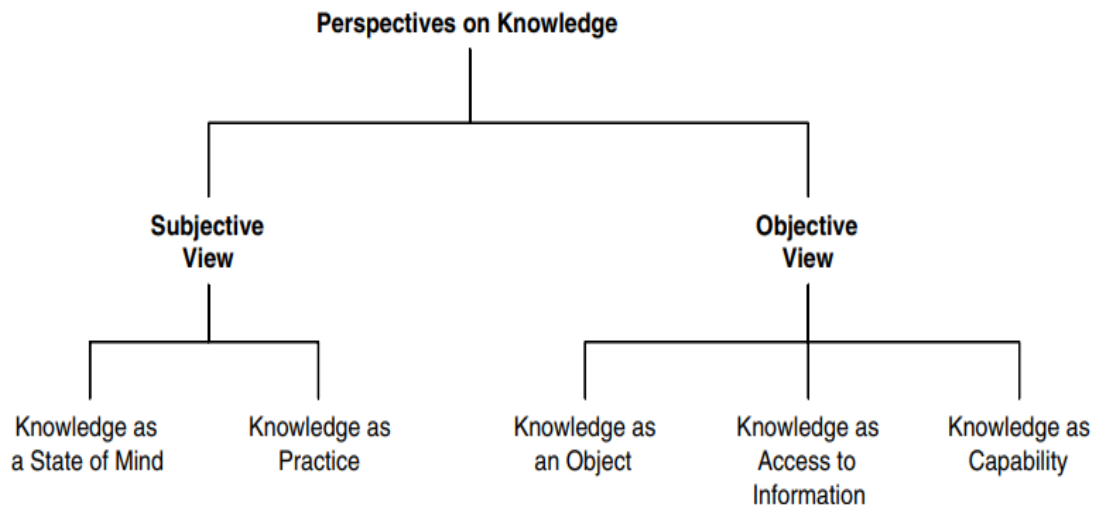 Perspectives on Knowledge
Subjective
View
Objective
View
Knowledge as
a State of Mind
Knowledge as
Practice
Knowledge as
an Object
Knowledge as
Access to
Information
Knowledge as
Capability